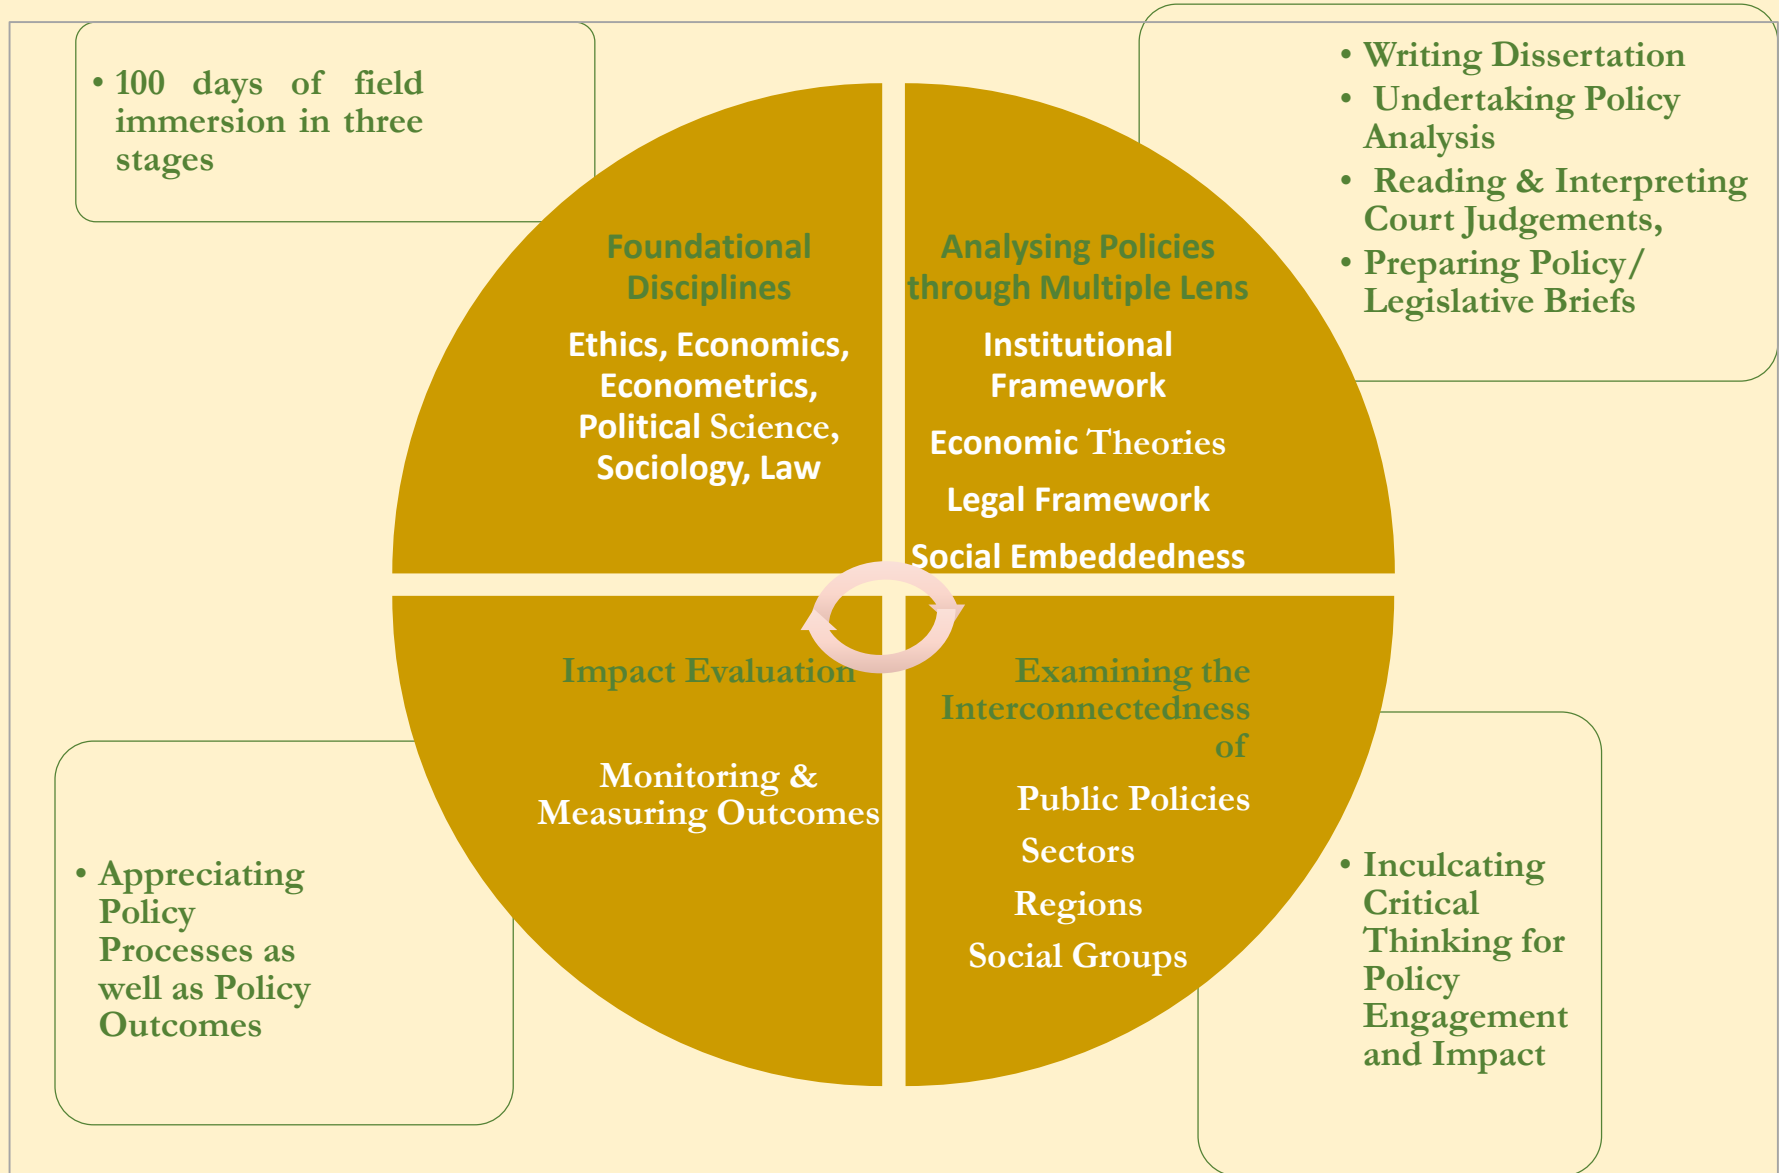 • 100 days of field
immersion in three
stages
• Writing Dissertation
• Undertaking Policy
Analysis
• Reading & Interpreting
Court Judgements,
• Preparing Policy/
Legislative Briefs
Foundational
Disciplines
Ethics, Economics,
Econometrics,
Political Science,
Sociology, Law
Analysing Policies
through Multiple Lens
Institutional
Framework
Economic Theories
Legal Framework
Social Embeddedness
Impact Evaluation
Monitoring &
Measuring Outcomes
Examining the
Interconnectedness
of
Public Policies
Sectors
Regions
Social Groups
• Appreciating
Policy
Processes as
well as Policy
Outcomes
• Inculcating
Critical
Thinking for
Policy
Engagement
and Impact